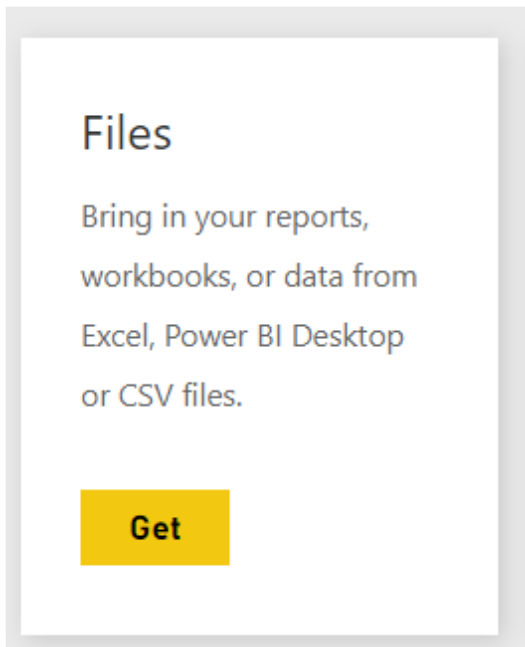 Files
Bring in your reports,
workbooks, or data from
Excel, Power BI Desktop
or CSV files.
Get